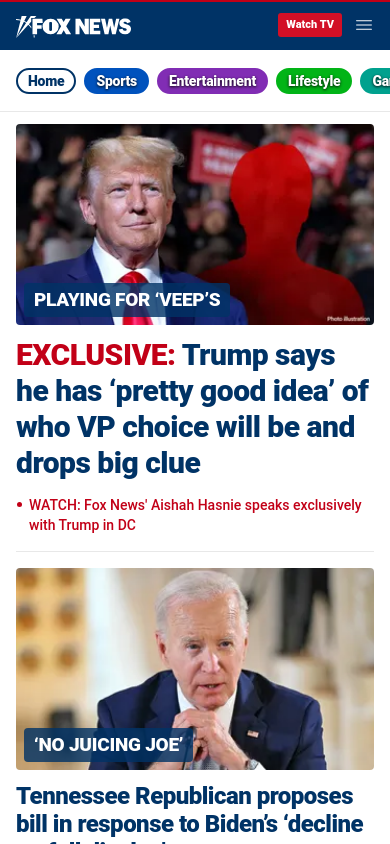 FOX NEWS
Watch TV
Home
Sports
Entertainment
Lifestyle
PLAYING FOR ‘VEEP’S
Photo illustration
EXCLUSIVE: Trump says
he has ‘pretty good idea’ of
who VP choice will be and
drops big clue
WATCH: Fox News' Aishah Hasnie speaks exclusively
with Trump in DC
‘NO JUICING JOE’
Tennessee Republican proposes
bill in response to Biden’s ‘decline